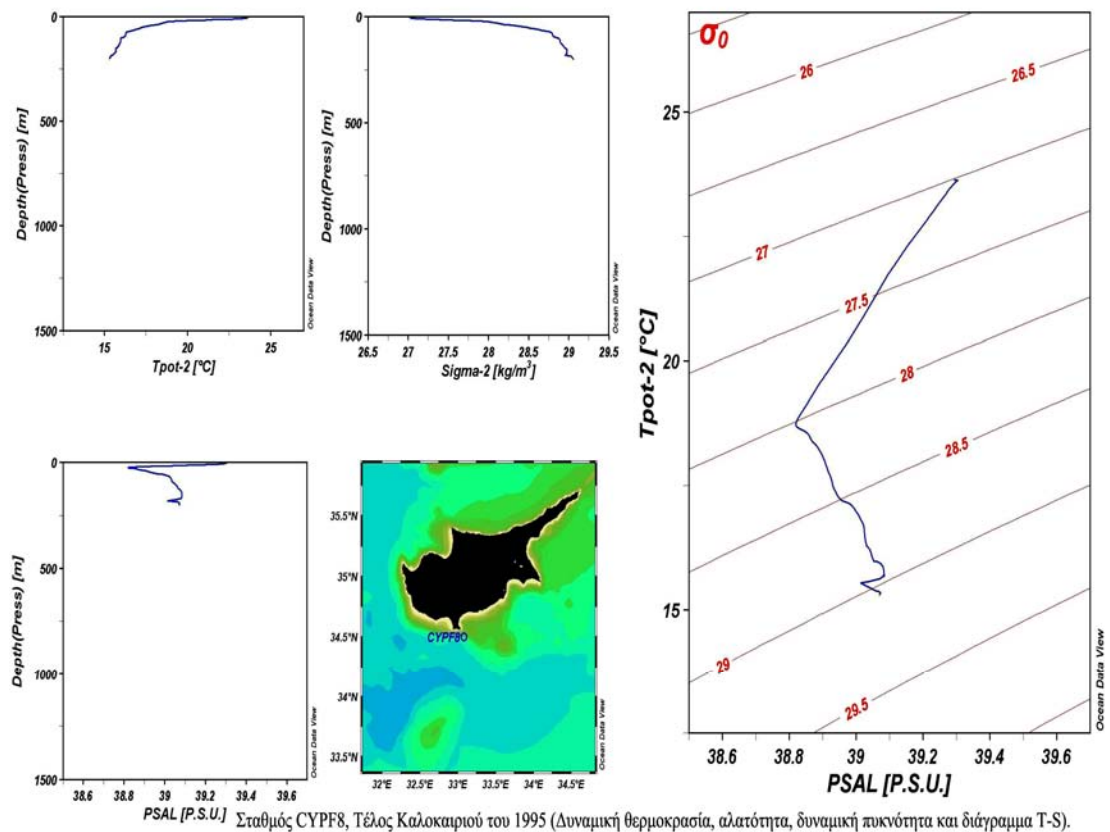 0
500
1000
1500
Depth(Press) [m]
15 20 25
Tpot-2 [°C]
Ocean Data View
0
500
1000
1500
Depth(Press) [m]
26.5 27 27.5 28 28.5 29 29.5
Sigma-2 [kg/m³]
Ocean Data View
σ₀
26
26.5
27
27.5
28
28.5
29
29.5
25
20
15
Tpot-2 [°C]
38.6 38.8 39 39.2 39.4 39.6
PSAL [P.S.U.]
Ocean Data View
0
500
1000
1500
Depth(Press) [m]
38.6 38.8 39 39.2 39.4 39.6
PSAL [P.S.U.]
Ocean Data View
35.5°N
35°N
34.5°N
34°N
33.5°N
CYPF8
32°E 32.5°E 33°E 33.5°E 34°E 34.5°E
Ocean Data View
Σταθμός CYPF8, Τέλος Καλοκαιριού του 1995 (Δυναμική θερμοκρασία, αλατότητα, δυναμική πυκνότητα και διάγραμμα T-S).